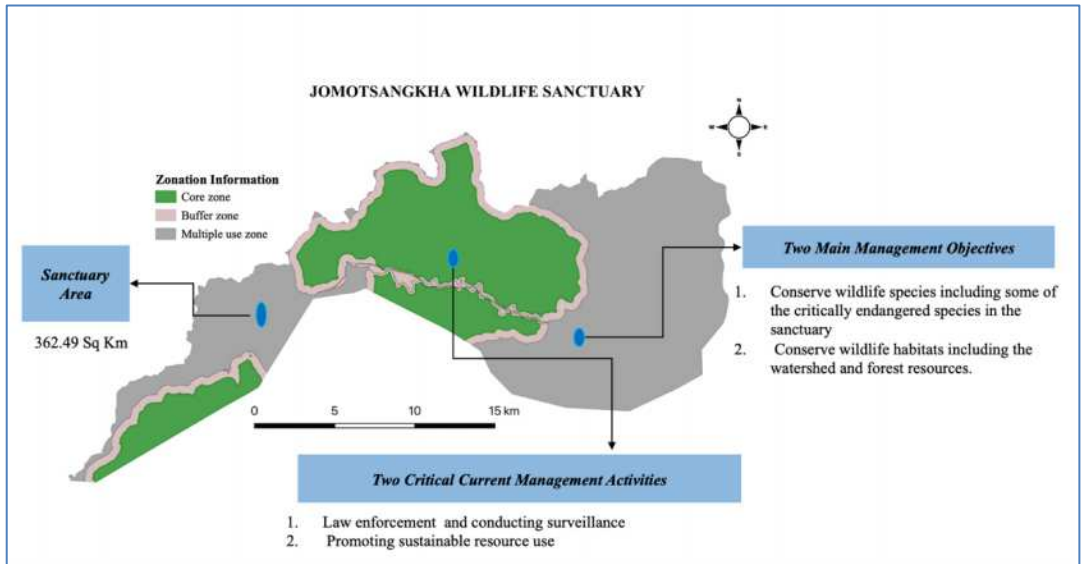 JOMOTSANGKHA WILDLIFE SANCTUARY
N
W E
S
Zonation Information
Core zone
Buffer zone
Multiple use zone
Sanctuary
Area
362.49 Sq Km
Two Main Management Objectives
1. Conserve wildlife species including some of
the critically endangered species in the
sanctuary
2. Conserve wildlife habitats including the
watershed and forest resources.
0 5 10 15 km
Two Critical Current Management Activities
1. Law enforcement and conducting surveillance
2. Promoting sustainable resource use